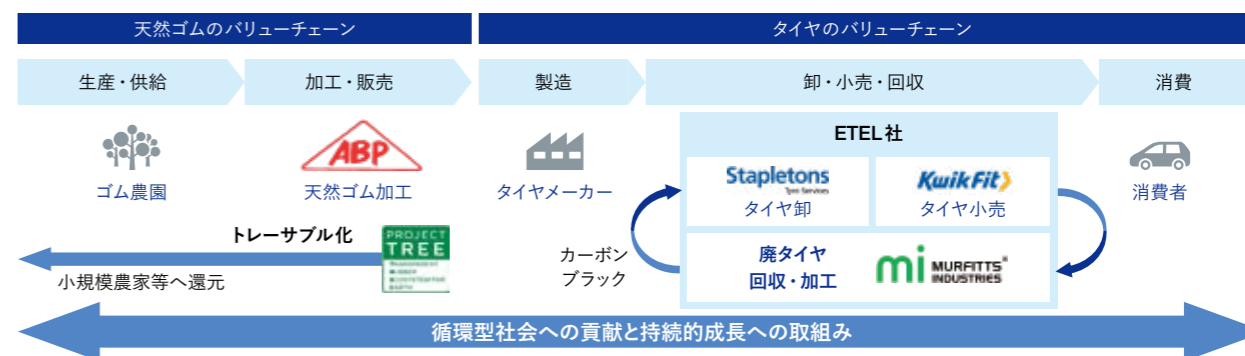 天然ゴムのバリューチェーン
タイヤのバリューチェーン
生産・供給
加工・販売
製造
卸・小売・回収
消費
ETEL社
ABP
Stapletons
Tyre Services
KwikFit
ゴム農園
天然ゴム加工
タイヤメーカー
タイヤ卸
タイヤ小売
消費者
トレーサブル化
PROJECT
TREE
小規模農家等へ還元
カーボン
ブラック
廃タイヤ
回収・加工
mi MURFITTS
INDUSTRIES
循環型社会への貢献と持続的成長への取組み